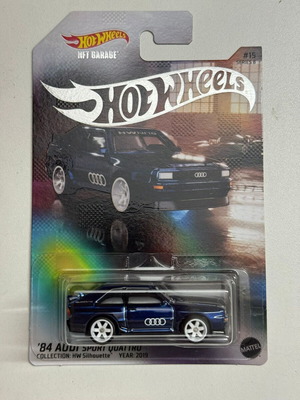 Hot Wheels
NFT GARAGE
#15
HOT WHEELS
'84 AUDI SPORT QUATTRO
COLLECTION: HW Silhouette YEAR: 2019
MATTEL